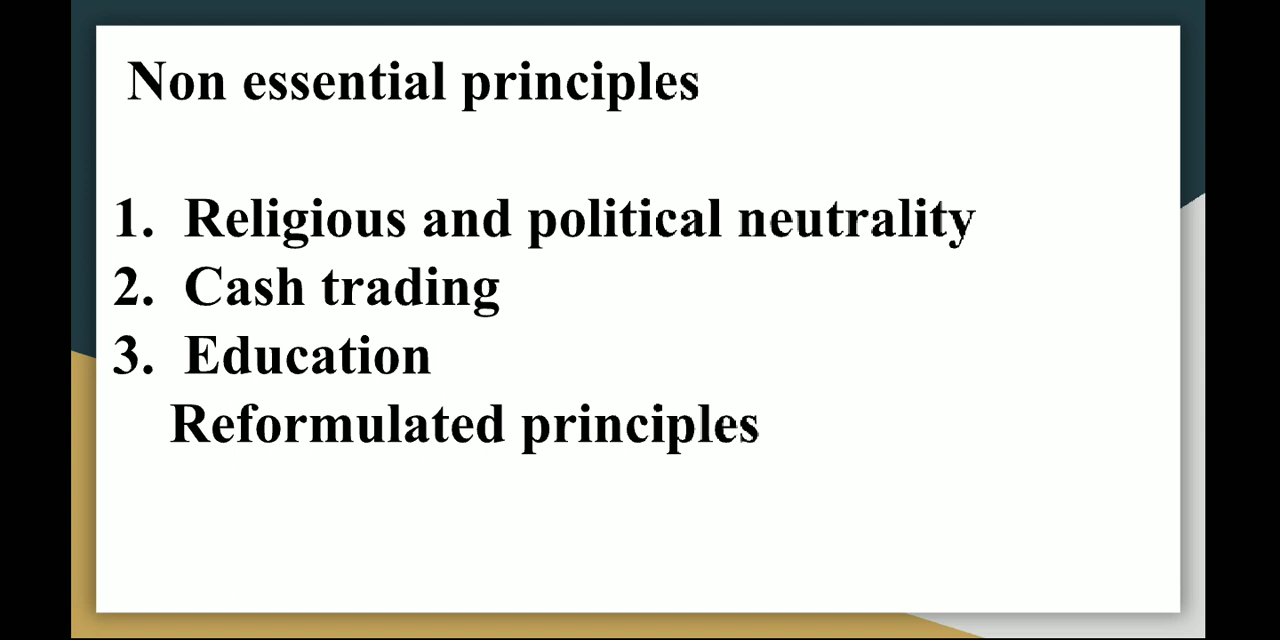 Non essential principles
1. Religious and political neutrality
2. Cash trading
3. Education
Reformulated principles